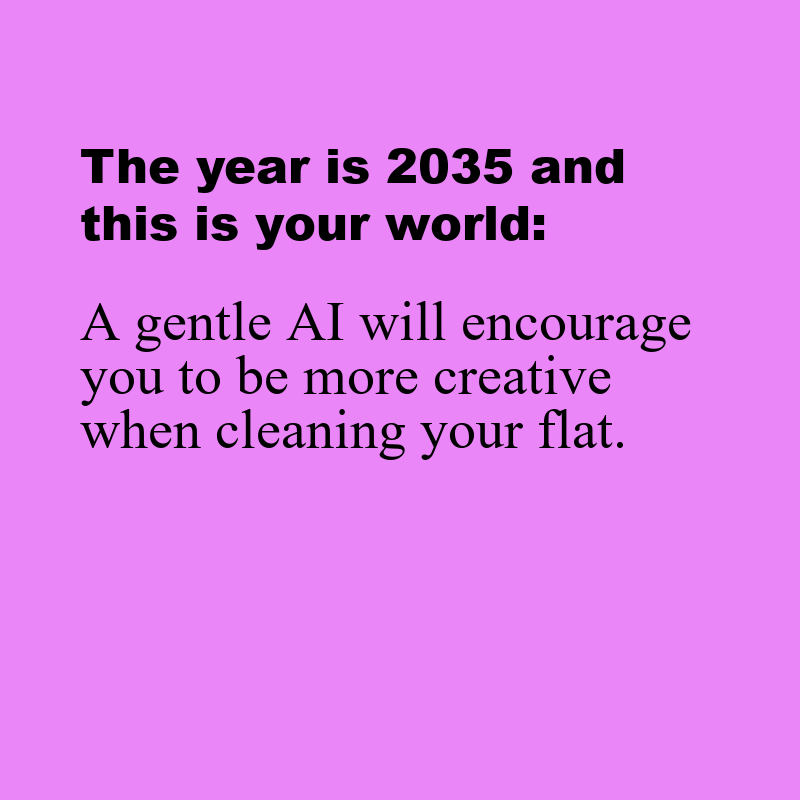 The year is 2035 and
this is your world:
A gentle AI will encourage
you to be more creative
when cleaning your flat.